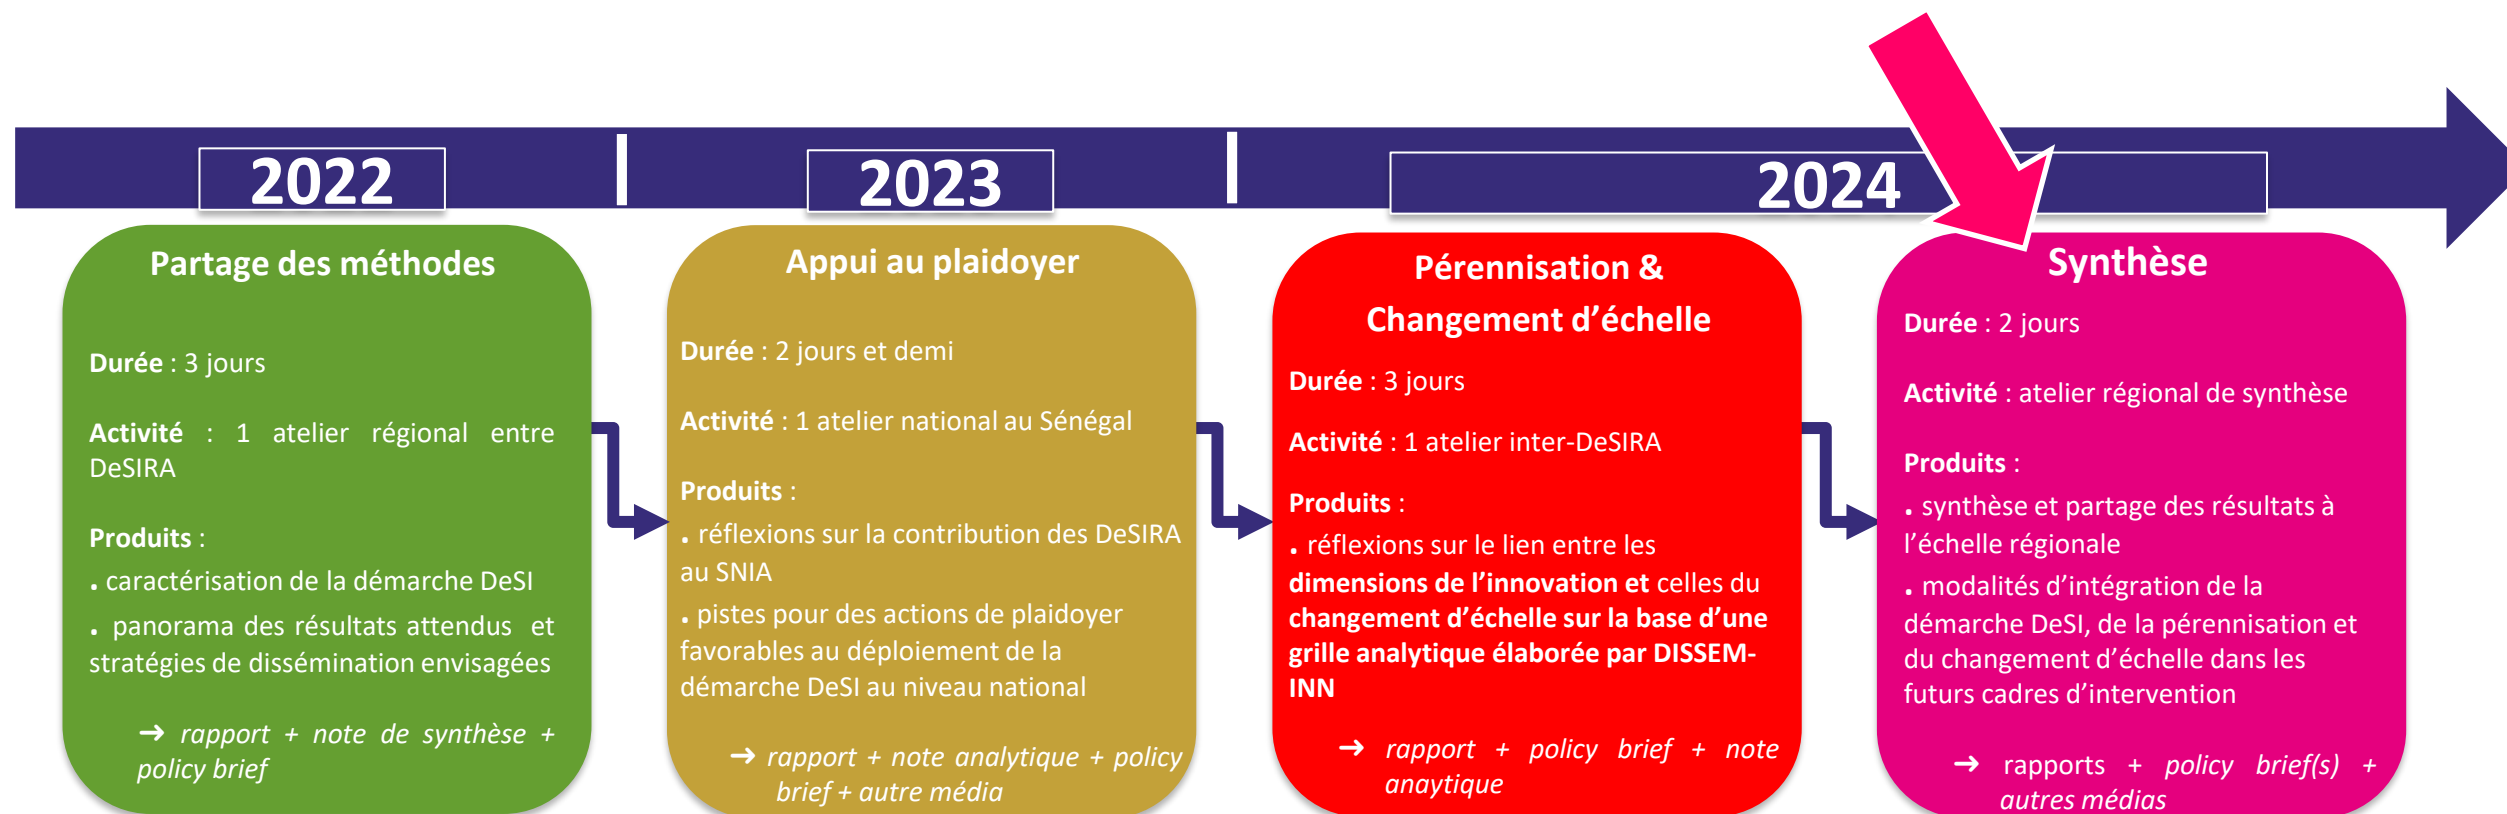 2022
2023
2024
Partage des méthodes
Durée : 3 jours
Activité : 1 atelier régional entre
DeSIRA
Produits :
. caractérisation de la démarche DeSI
. panorama des résultats attendus et
stratégies de dissémination envisagées
➔ rapport + note de synthèse +
policy brief
Appui au plaidoyer
Durée : 2 jours et demi
Activité : 1 atelier national au Sénégal
Produits :
. réflexions sur la contribution des DeSIRA
au SNIA
. pistes pour des actions de plaidoyer
favorables au déploiement de la
démarche DeSI au niveau national
➔ rapport + note analytique + policy
brief + autre média
Pérennisation &
Changement d’échelle
Durée : 3 jours
Activité : 1 atelier inter-DeSIRA
Produits :
. réflexions sur le lien entre les
dimensions de l’innovation et celles du
changement d’échelle sur la base d’une
grille analytique élaborée par DISSEM-
INN
➔ rapport + policy brief + note
anaytique
Synthèse
Durée : 2 jours
Activité : atelier régional de synthèse
Produits :
. synthèse et partage des résultats à
l’échelle régionale
. modalités d’intégration de la
démarche DeSI, de la pérennisation et
du changement d’échelle dans les
futurs cadres d’intervention
➔ rapports + policy brief(s) +
autres médias